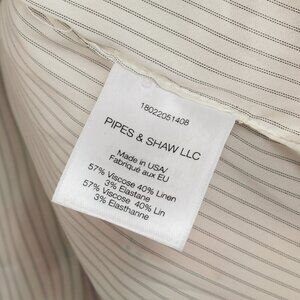 18022051408
PIPES & SHAW LLC
Made in USA/
Fabriqué aux EU
57% Viscose 40% Linen
3% Elastane
57% Viscose 40% Lin
3% Elasthanne